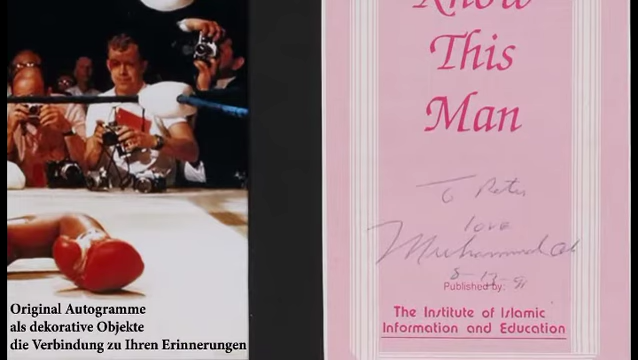 Know
This
Man
To Peter
love
Muhammad Ali
8-13-91
Published by:
The Institute of Islamic
Information and Education
Original Autogramme
als dekorative Objekte
die Verbindung zu Ihren Erinnerungen